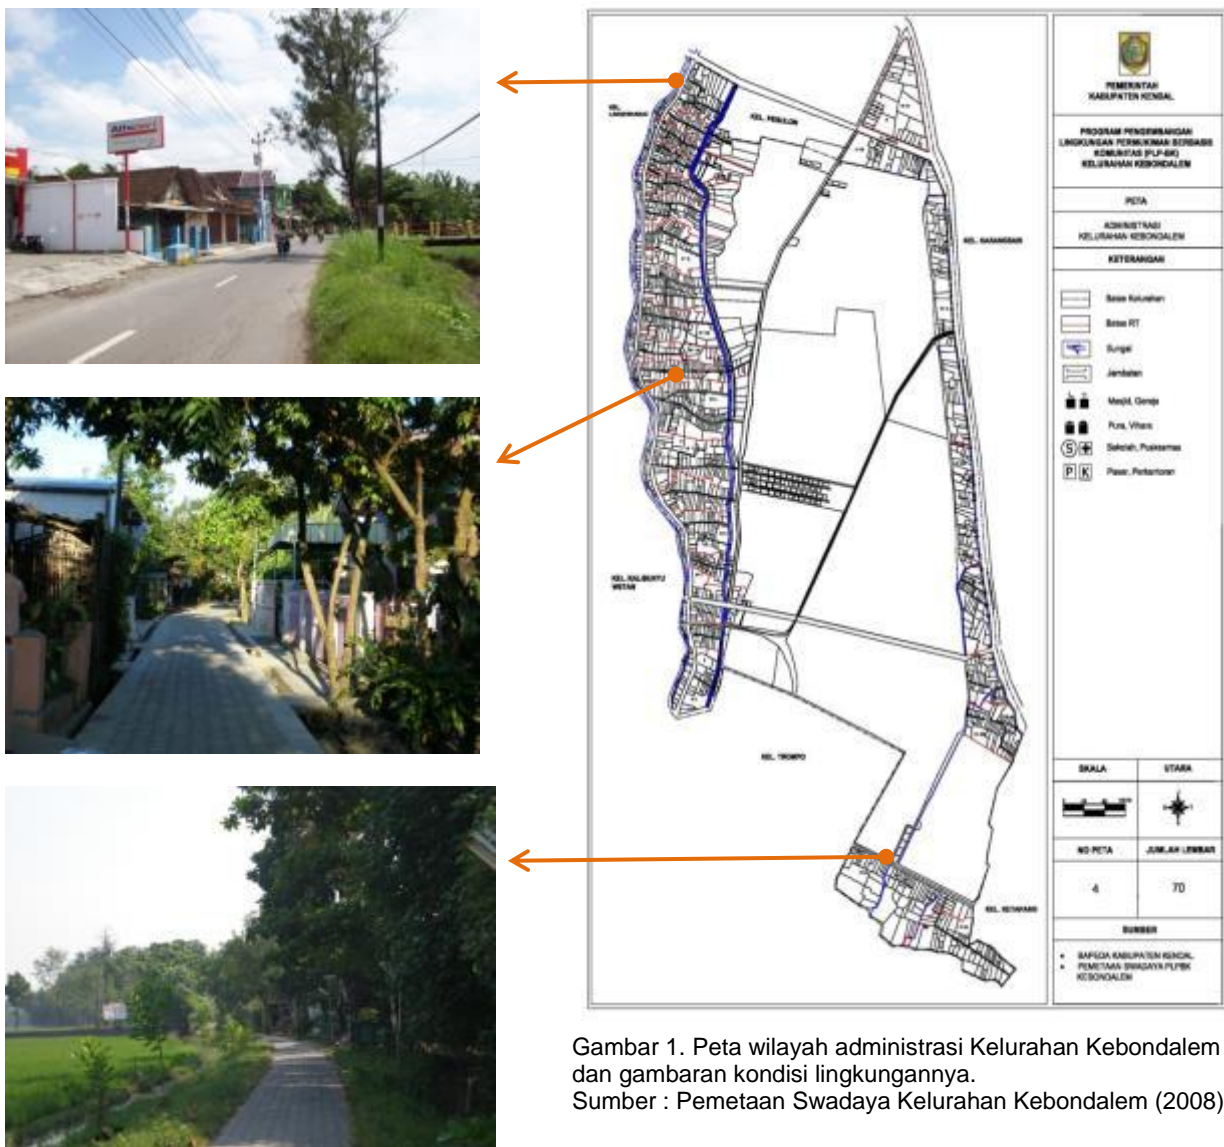 KEL. PEBULON
KEL. KARANGSARI
KEL. KALIBUNTU
WETAN
KEL. TROMPO
KEL. KETAPANG
PEMERINTAH
KABUPATEN KENDAL
PROGRAM PENGEMBANGAN
LINGKUNGAN PERMUKIMAN BERBASIS
KOMUNITAS (PLP-BK)
KELURAHAN KEBONDALEM
PETA
ADMINISTRASI
KELURAHAN KEBONDALEM
KETERANGAN
Batas Kelurahan
Batas RT
Sungai
Jembatan
Masjid, Gereja
Pura, Vihara
S Sekolah, Puskesmas
P K Pasar, Perkantoran
SKALA UTARA
NO PETA JUMLAH LEMBAR
4 70
SUMBER
• BAPEDA KABUPATEN KENDAL
• PEMETAAN SWADAYA PLPBK
KEBONDALEM
Gambar 1. Peta wilayah administrasi Kelurahan Kebondalem
dan gambaran kondisi lingkungannya.
Sumber : Pemetaan Swadaya Kelurahan Kebondalem (2008)